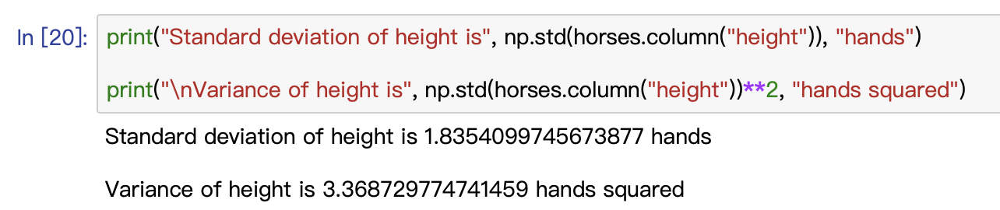 In [20]: print("Standard deviation of height is", np.std(horses.column("height")), "hands")
print("\nVariance of height is", np.std(horses.column("height"))**2, "hands squared")
Standard deviation of height is 1.8354099745673877 hands
Variance of height is 3.368729774741459 hands squared